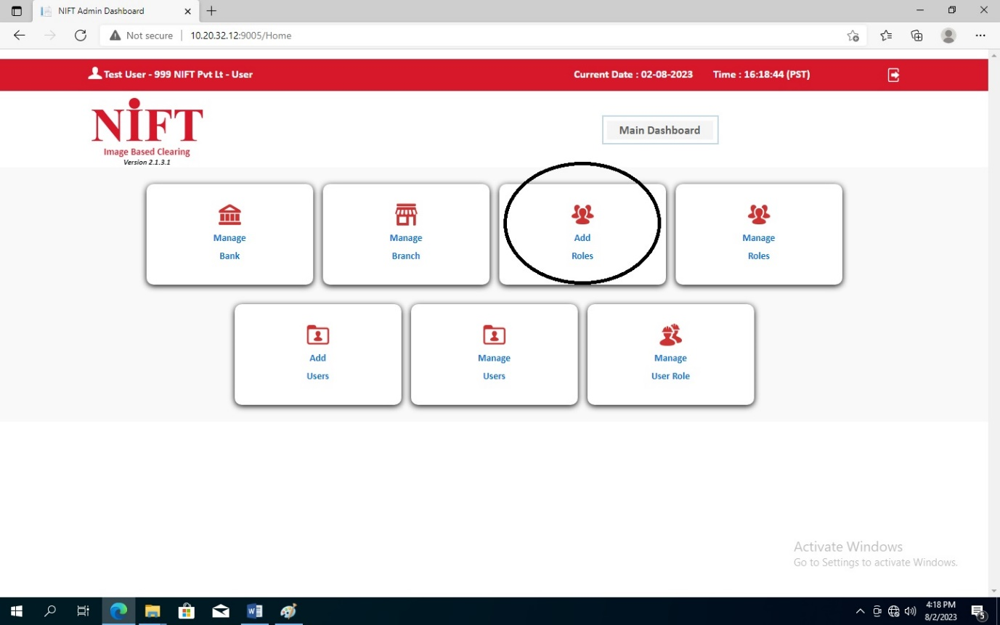 NIFT Admin Dashboard
Not secure
10.20.32.12:9005/Home
Test User - 999 NIFT Pvt Lt - User
Current Date : 02-08-2023
Time : 16:18:44 (PST)
NiFT
Image Based Clearing
Version 2.1.3.1
Main Dashboard
Manage
Bank
Manage
Branch
Add
Roles
Manage
Roles
Add
Users
Manage
Users
Manage
User Role
Activate Windows
Go to Settings to activate Windows.
4:18 PM
8/2/2023
5